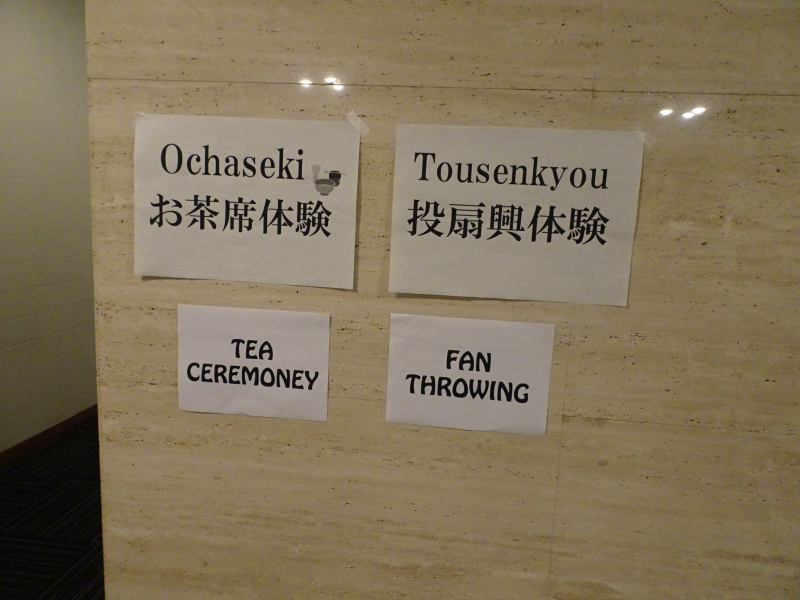 Ochaseki
お茶席体験
Tousenkyou
投扇興体験
TEA
CEREMONEY
FAN
THROWING